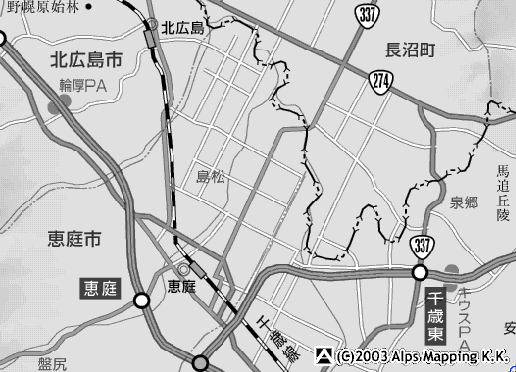 野幌原始林
北広島
337
長沼町
北広島市
輪厚PA
274
島松
馬追丘陵
泉郷
恵庭市
337
恵庭
恵庭
千歳東
キウスPA
千歳線
安
盤尻
(C)2003 Alps Mapping K.K.